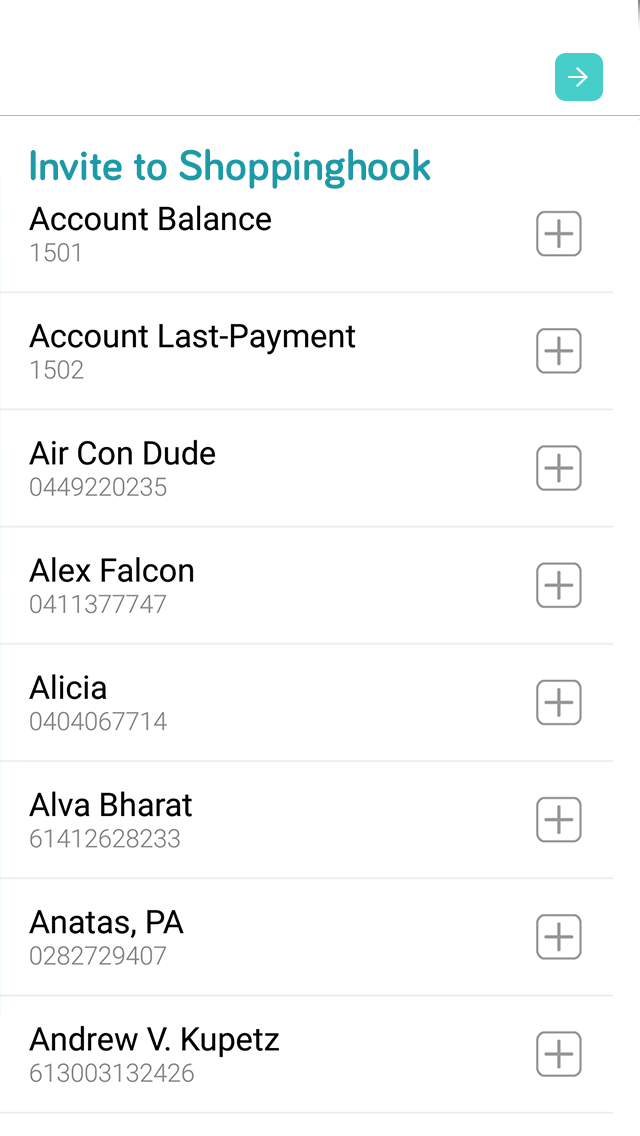 Invite to Shoppinghook
Account Balance
1501
Account Last-Payment
1502
Air Con Dude
0449220235
Alex Falcon
0411377747
Alicia
0404067714
Alva Bharat
61412628233
Anatas, PA
0282729407
Andrew V. Kupetz
613003132426